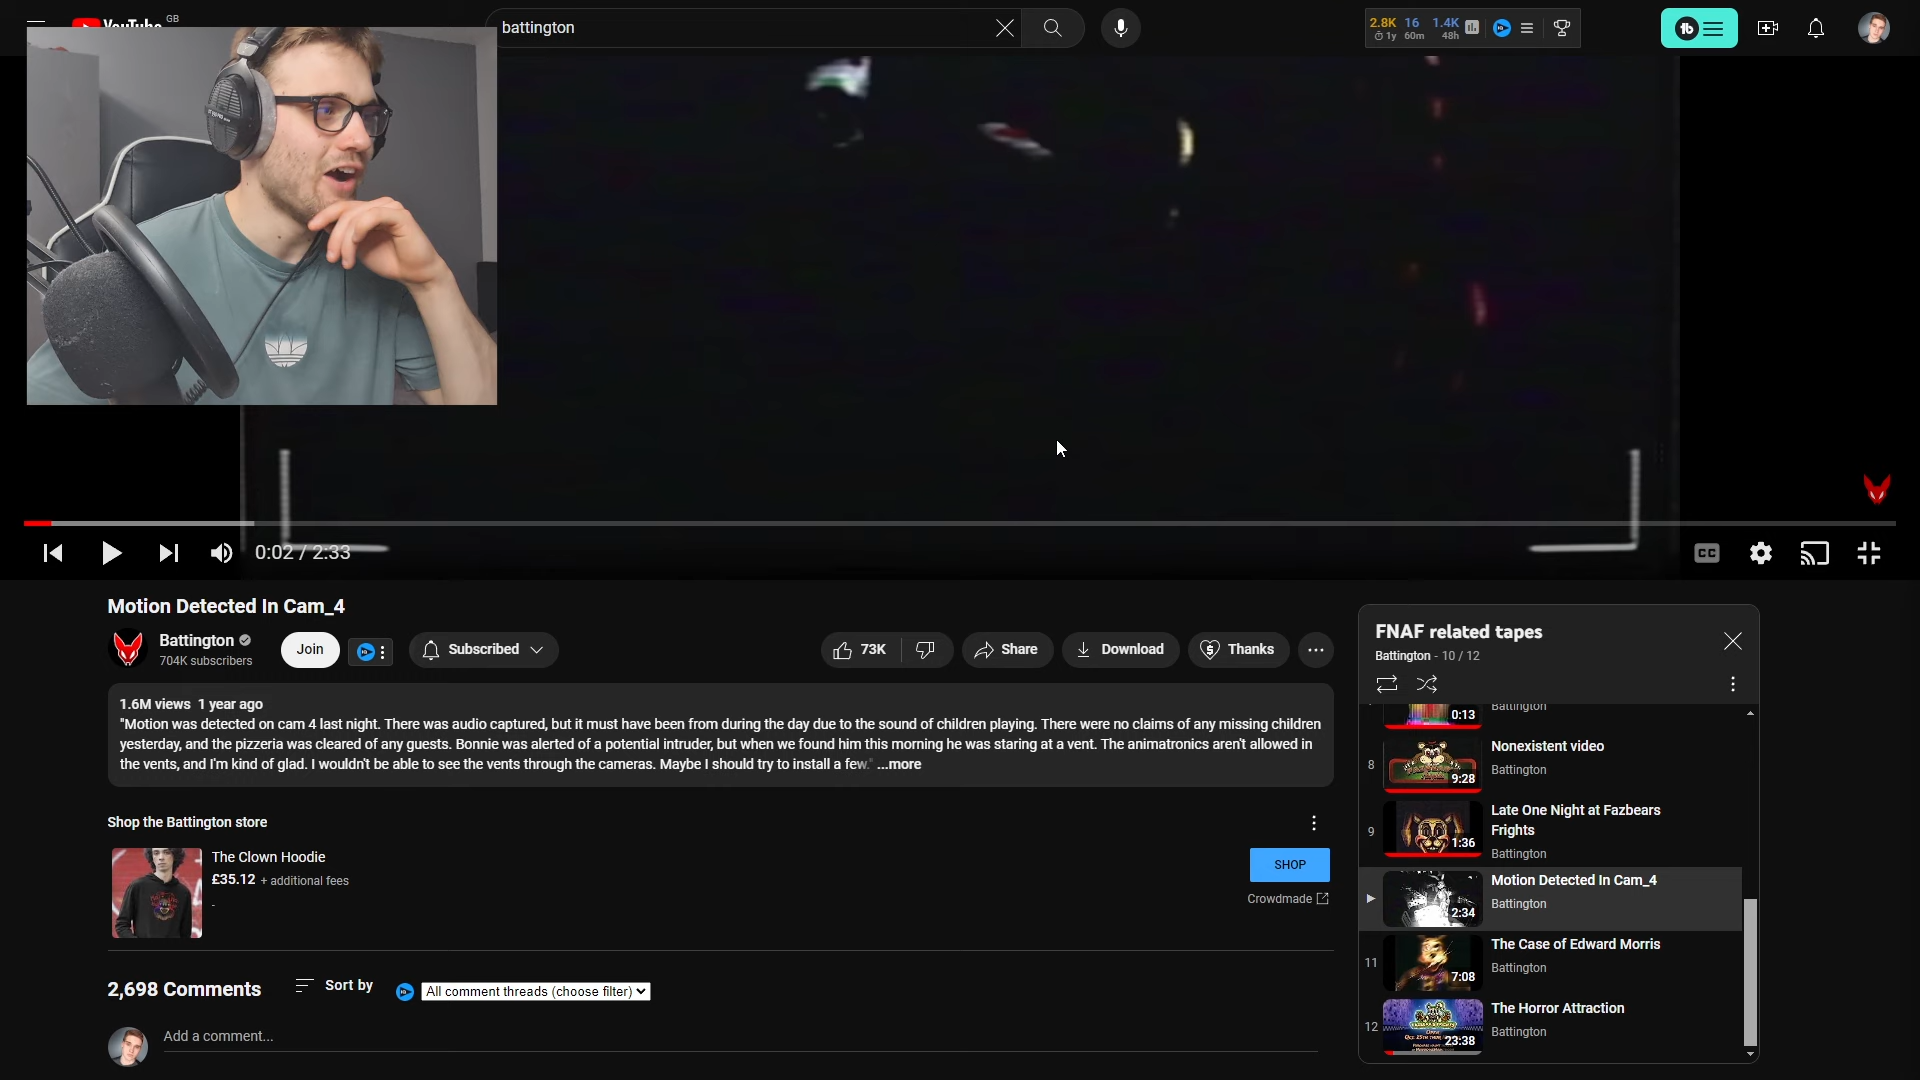 YouTube GB
battington
2.8K 16 1.4K
1y 60m 48h
0:02 / 2:33
CC
Motion Detected In Cam_4
Battington
704K subscribers
Join
Subscribed
73K
Share
Download
Thanks
1.6M views 1 year ago
"Motion was detected on cam 4 last night. There was audio captured, but it must have been from during the day due to the sound of children playing. There were no claims of any missing children
yesterday, and the pizzeria was cleared of any guests. Bonnie was alerted of a potential intruder, but when we found him this morning he was staring at a vent. The animatronics aren't allowed in
the vents, and I'm kind of glad. I wouldn't be able to see the vents through the cameras. Maybe I should try to install a few." ...more
Shop the Battington store
The Clown Hoodie
£35.12 + additional fees
-
SHOP
Crowdmade
2,698 Comments
Sort by
All comment threads (choose filter)
Add a comment...
FNAF related tapes
Battington - 10 / 12
0:13
Battington
8
9:28
Nonexistent video
Battington
9
1:36
Late One Night at Fazbears
Frights
Battington
2:34
Motion Detected In Cam_4
Battington
11
7:08
The Case of Edward Morris
Battington
12
23:38
The Horror Attraction
Battington